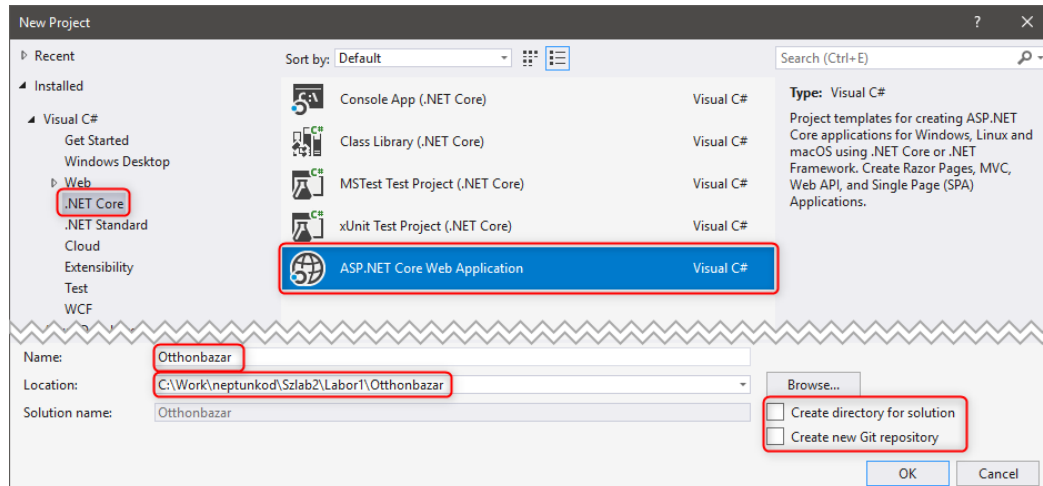 New Project
Recent
Installed
Visual C#
Get Started
Windows Desktop
Web
.NET Core
.NET Standard
Cloud
Extensibility
Test
WCF
Sort by: Default
Console App (.NET Core) Visual C#
Class Library (.NET Core) Visual C#
MSTest Test Project (.NET Core) Visual C#
xUnit Test Project (.NET Core) Visual C#
ASP.NET Core Web Application Visual C#
Search (Ctrl+E)
Type: Visual C#
Project templates for creating ASP.NET
Core applications for Windows, Linux and
macOS using .NET Core or .NET
Framework. Create Razor Pages, MVC,
Web API, and Single Page (SPA)
Applications.
Name: Otthonbazar
Location: C:\Work\neptunkod\Szlab2\Labor1\Otthonbazar
Browse...
Solution name: Otthonbazar
Create directory for solution
Create new Git repository
OK Cancel